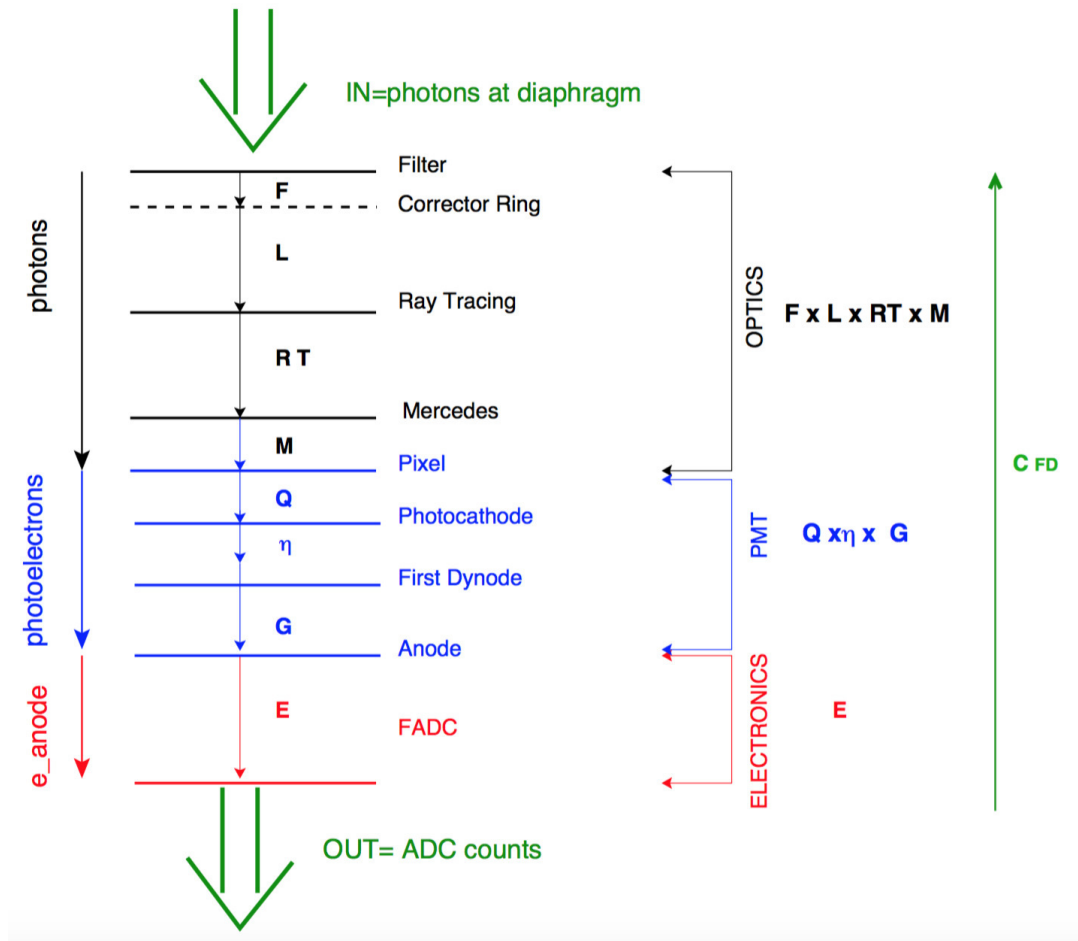 IN=photons at diaphragm
Filter
F
Corrector Ring
L
photons
Ray Tracing
OPTICS
F x L x RT x M
R T
Mercedes
M
Pixel
C FD
Q
Photocathode
photoelectrons
PMT
Q xη x G
η
First Dynode
G
Anode
E
FADC
e_anode
ELECTRONICS
E
OUT= ADC counts